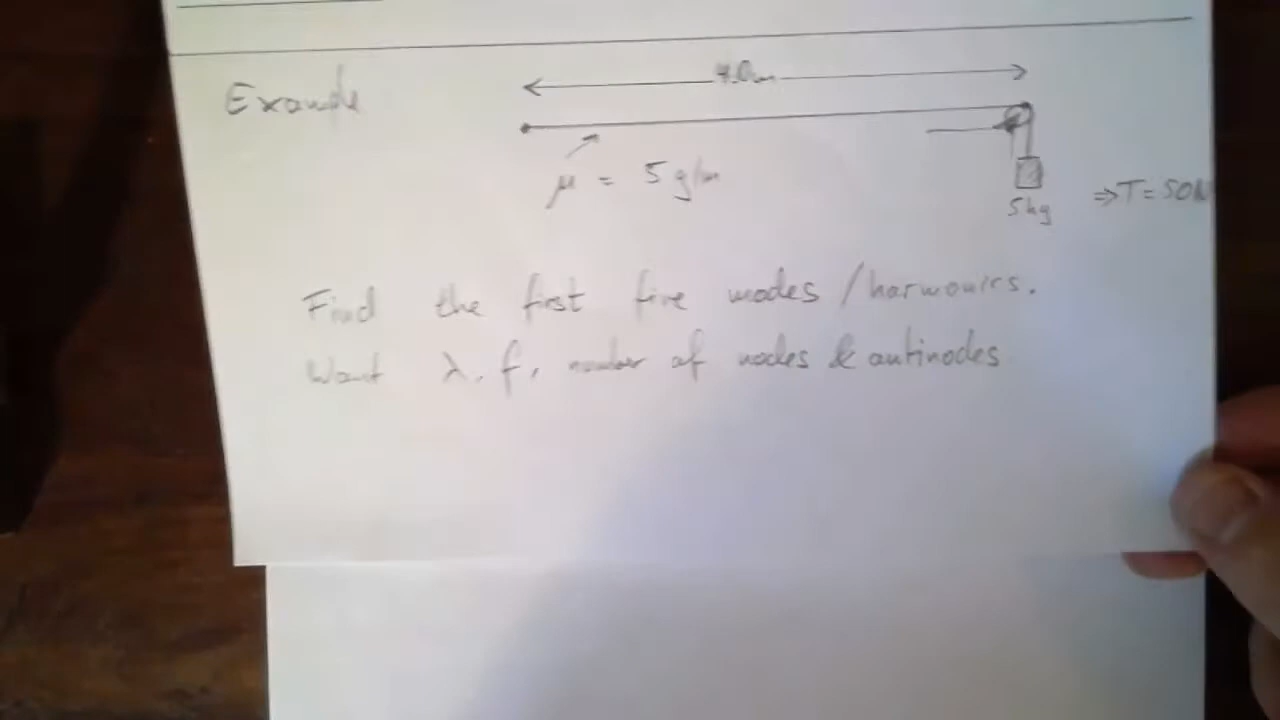 Example
4.0m
μ = 5 g/m
5kg
⇒T = 50N
Find the first five modes / harmonics.
Want λ, f, number of nodes & antinodes